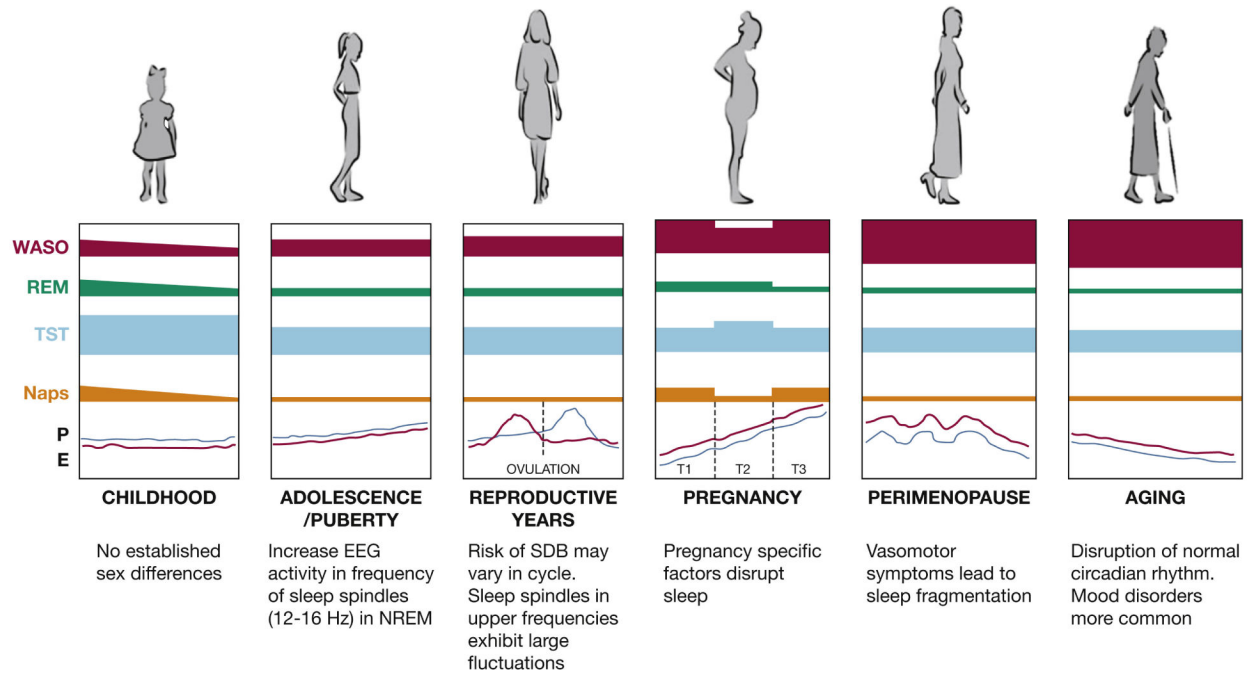 WASO
REM
TST
Naps
P
E
OVULATION
T1
T2
T3
CHILDHOOD
No established
sex differences
ADOLESCENCE
/PUBERTY
Increase EEG
activity in frequency
of sleep spindles
(12-16 Hz) in NREM
REPRODUCTIVE
YEARS
Risk of SDB may
vary in cycle.
Sleep spindles in
upper frequencies
exhibit large
fluctuations
PREGNANCY
Pregnancy specific
factors disrupt
sleep
PERIMENOPAUSE
Vasomotor
symptoms lead to
sleep fragmentation
AGING
Disruption of normal
circadian rhythm.
Mood disorders
more common